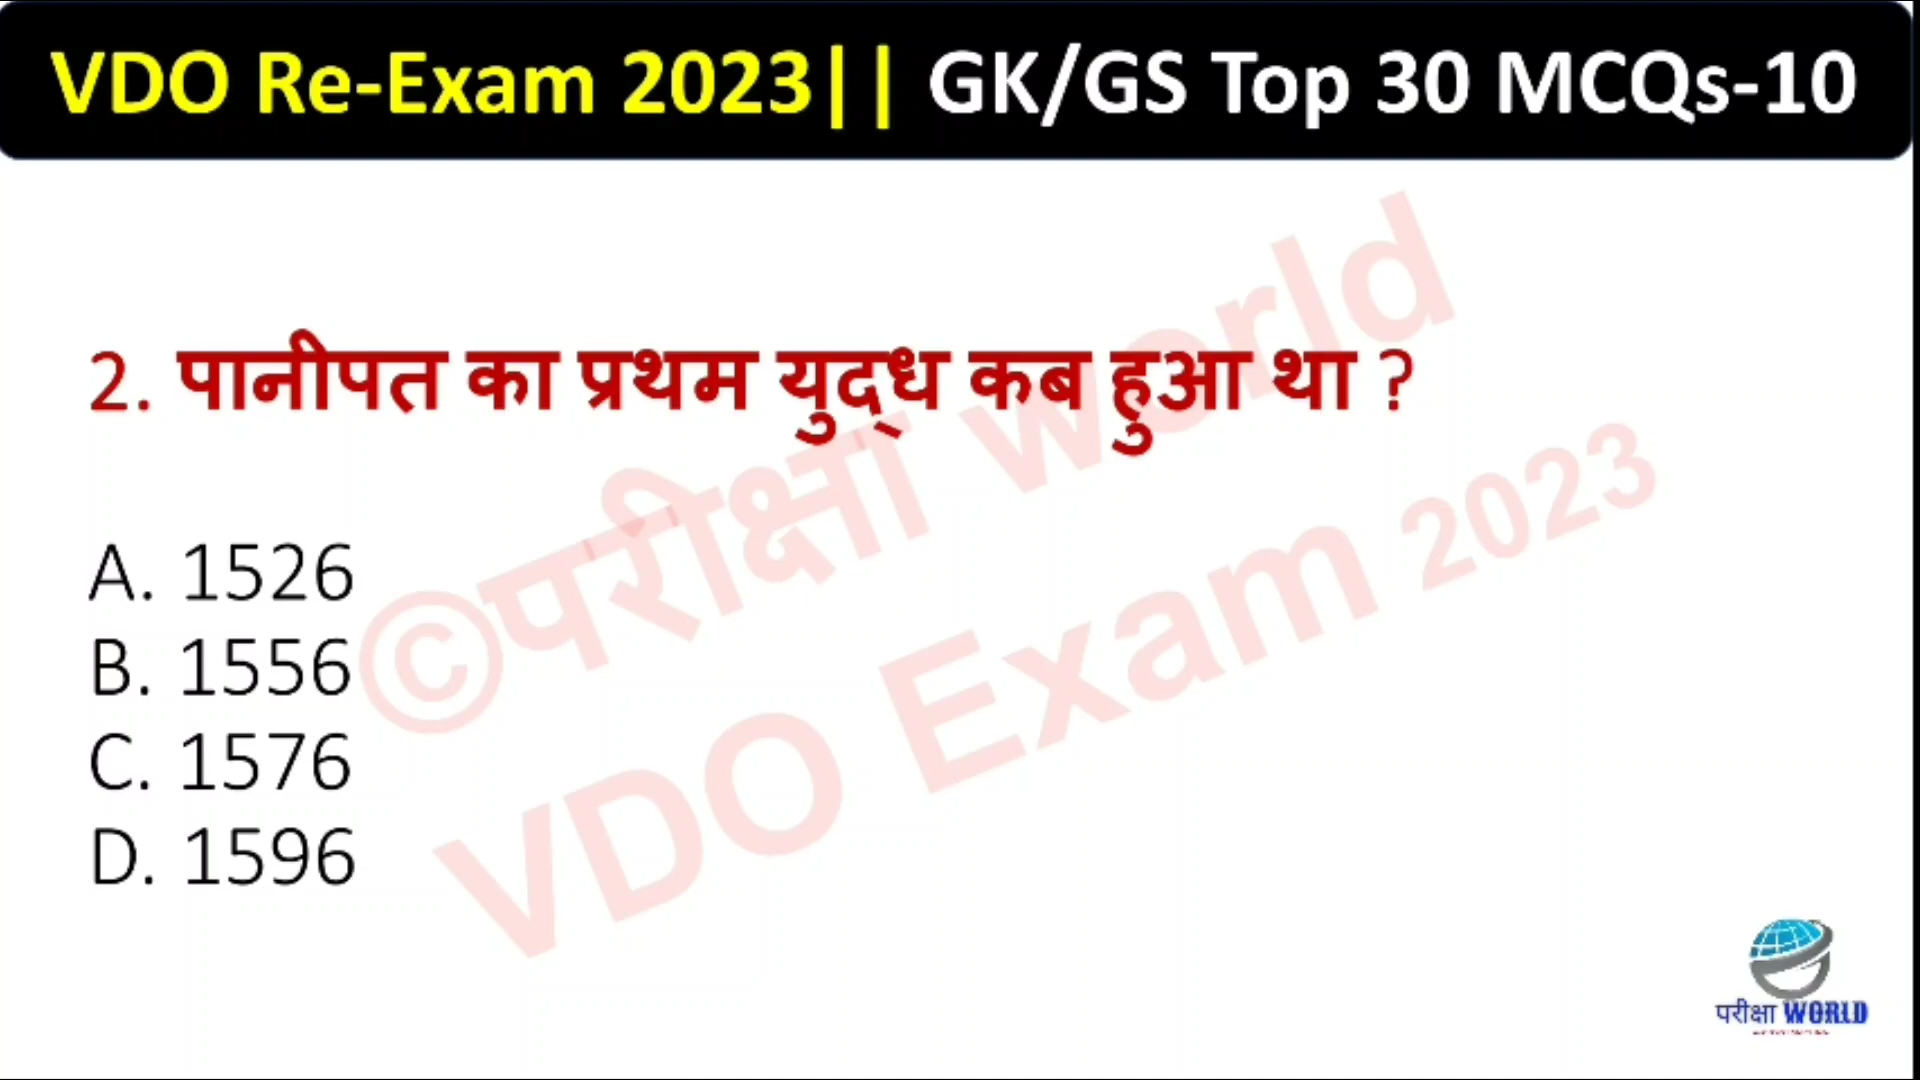 VDO Re-Exam 2023|| GK/GS Top 30 MCQs-10
2. पानीपत का प्रथम युद्ध कब हुआ था ?
A. 1526
B. 1556
C. 1576
D. 1596
©परीक्षा world
VDO Exam 2023
परीक्षा WORLD